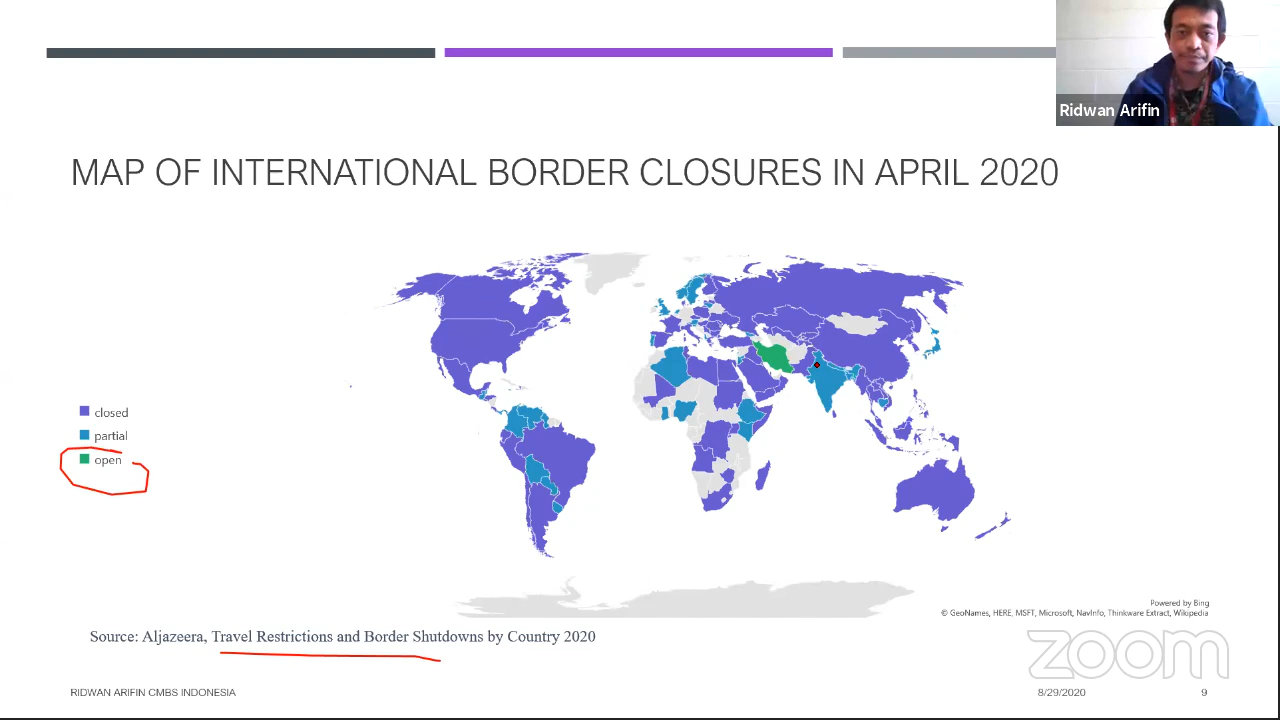 Ridwan Arifin
MAP OF INTERNATIONAL BORDER CLOSURES IN APRIL 2020
closed
partial
open
Powered by Bing
© GeoNames, HERE, MSFT, Microsoft, NavInfo, Thinkware Extract, Wikipedia
Source: Aljazeera, Travel Restrictions and Border Shutdowns by Country 2020
zoom
RIDWAN ARIFIN CMBS INDONESIA
8/29/2020
9